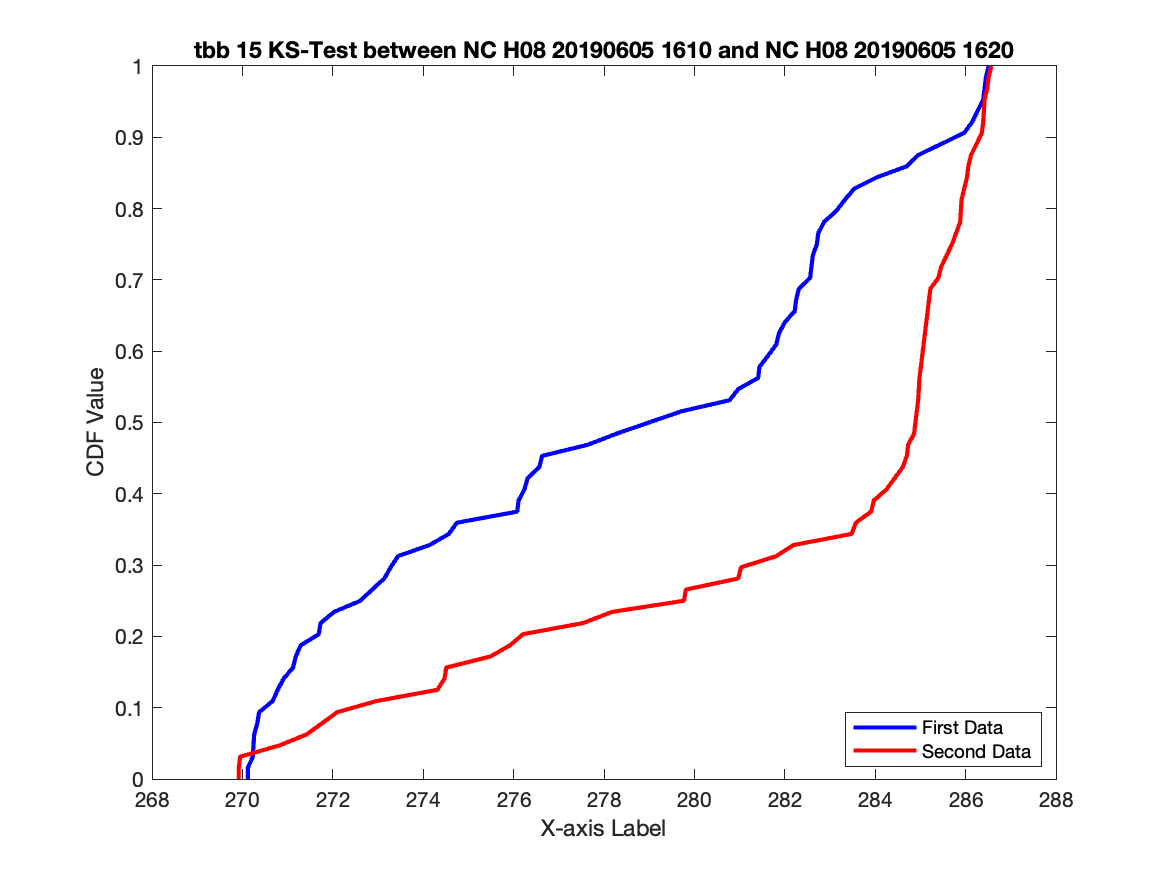 tbb 15 KS-Test between NC H08 20190605 1610 and NC H08 20190605 1620
1
0.9
0.8
0.7
0.6
0.5
0.4
0.3
0.2
0.1
0
CDF Value
First Data
Second Data
268 270 272 274 276 278 280 282 284 286 288
X-axis Label